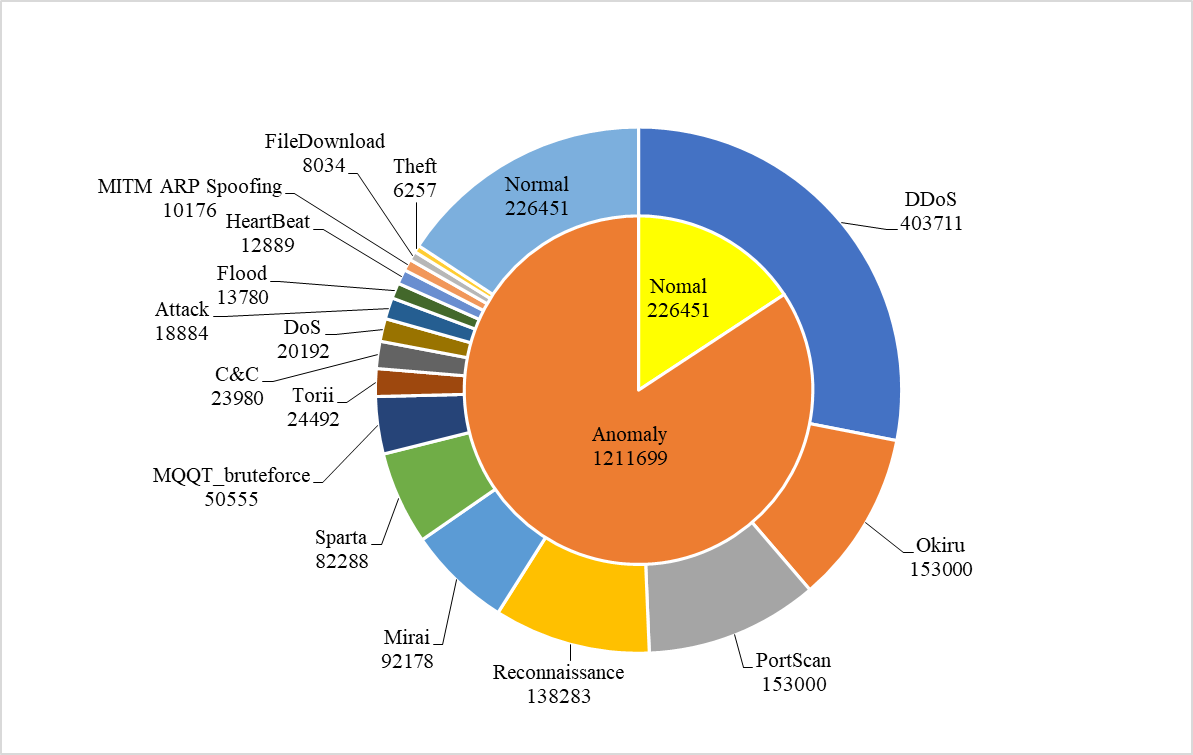 FileDownload
8034
Theft
6257
MITM ARP Spoofing
10176
HeartBeat
12889
Flood
13780
Attack
18884
DoS
20192
C&C
23980
Torii
24492
MQQT_bruteforce
50555
Sparta
82288
Mirai
92178
Reconnaissance
138283
PortScan
153000
Okiru
153000
DDoS
403711
Normal
226451
Nomal
226451
Anomaly
1211699